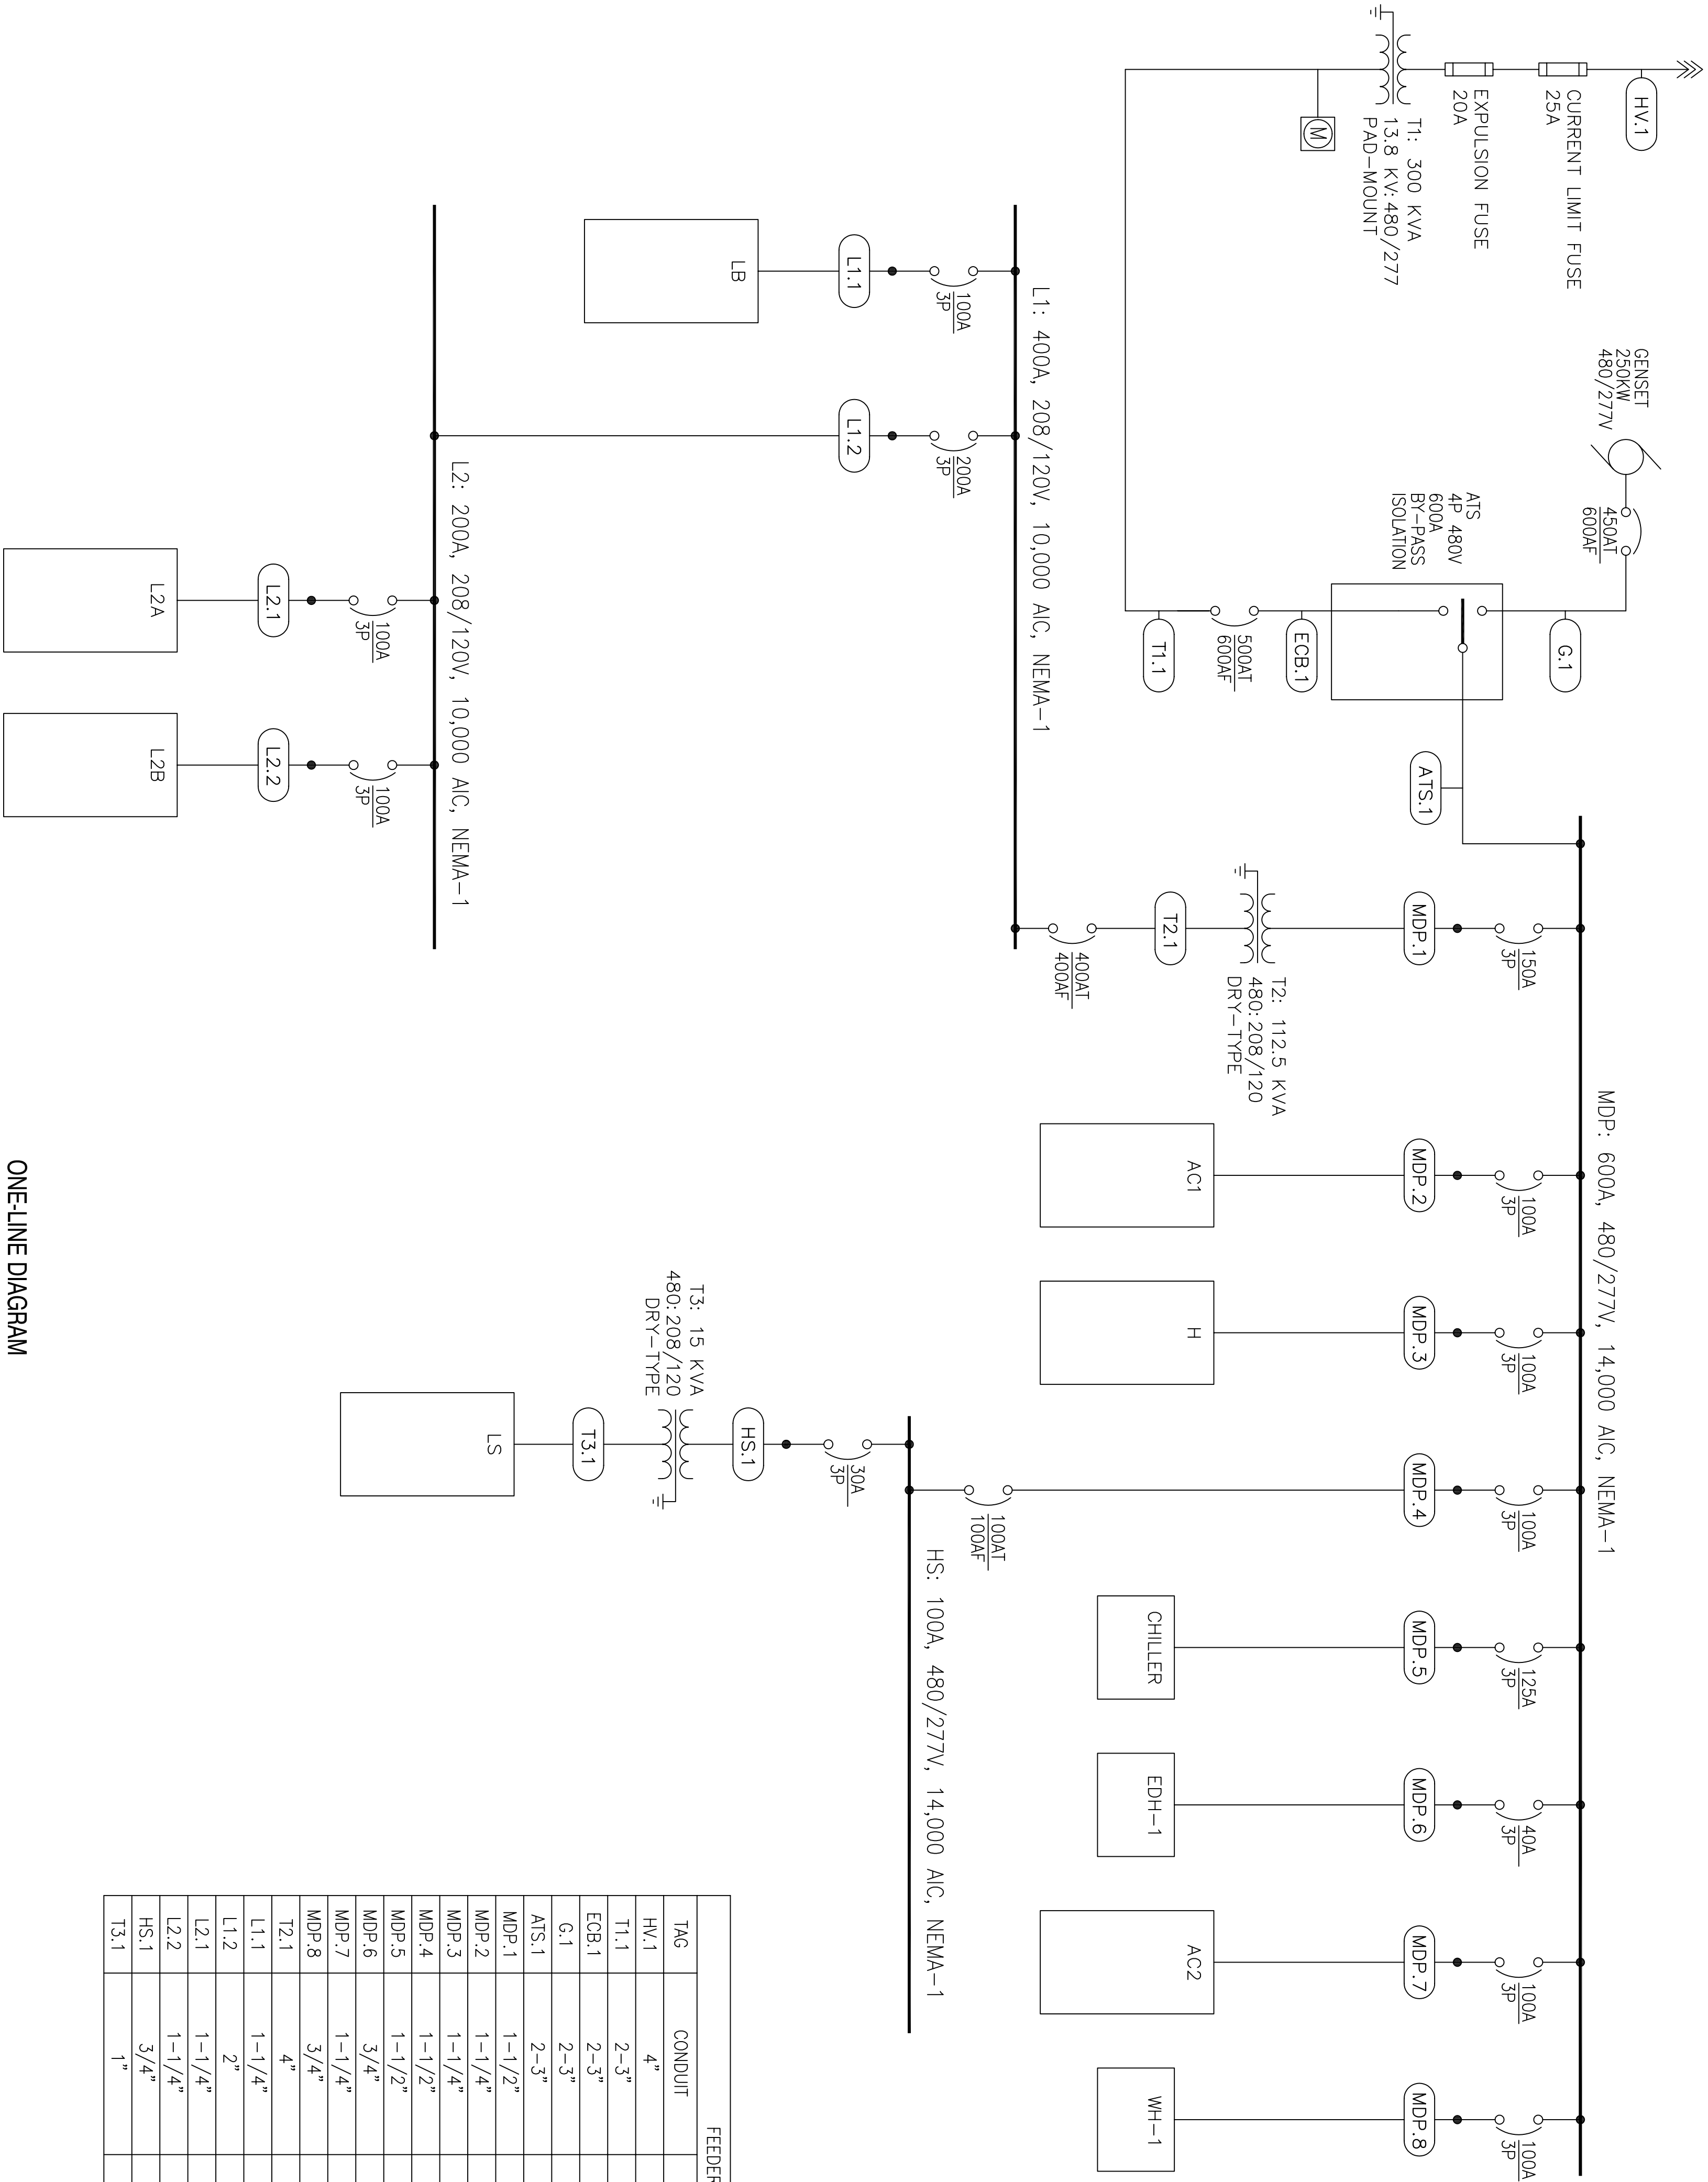 HV.1
CURRENT LIMIT FUSE
25A
EXPULSION FUSE
20A
T1: 300 KVA
13.8 KV:480/277
PAD-MOUNT
M
GENSET
250KW
480/277V
450AT
600AF
G.1
ATS
4P 480V
600A
BY-PASS
ISOLATION
ECB.1
500AT
600AF
T1.1
ATS.1
MDP: 600A, 480/277V, 14,000 AIC, NEMA-1
150A
3P
100A
3P
100A
3P
100A
3P
125A
3P
40A
3P
100A
3P
100A
3P
MDP.1
MDP.2
MDP.3
MDP.4
MDP.5
MDP.6
MDP.7
MDP.8
T2: 112.5 KVA
480:208/120
DRY-TYPE
T2.1
400AT
400AF
AC1
H
CHILLER
EDH-1
AC2
WH-1
L1: 400A, 208/120V, 10,000 AIC, NEMA-1
100A
3P
200A
3P
L1.1
L1.2
LB
100AT
100AF
HS: 100A, 480/277V, 14,000 AIC, NEMA-1
30A
3P
HS.1
T3: 15 KVA
480:208/120
DRY-TYPE
T3.1
LS
L2: 200A, 208/120V, 10,000 AIC, NEMA-1
100A
3P
100A
3P
L2.1
L2.2
L2A
L2B
FEEDER
TAG CONDUIT
HV.1 4"
T1.1 2-3"
ECB.1 2-3"
G.1 2-3"
ATS.1 2-3"
MDP.1 1-1/2"
MDP.2 1-1/4"
MDP.3 1-1/4"
MDP.4 1-1/2"
MDP.5 1-1/2"
MDP.6 3/4"
MDP.7 1-1/4"
MDP.8 3/4"
T2.1 4"
L1.1 1-1/4"
L1.2 2"
L2.1 1-1/4"
L2.2 1-1/4"
HS.1 3/4"
T3.1 1"
ONE-LINE DIAGRAM